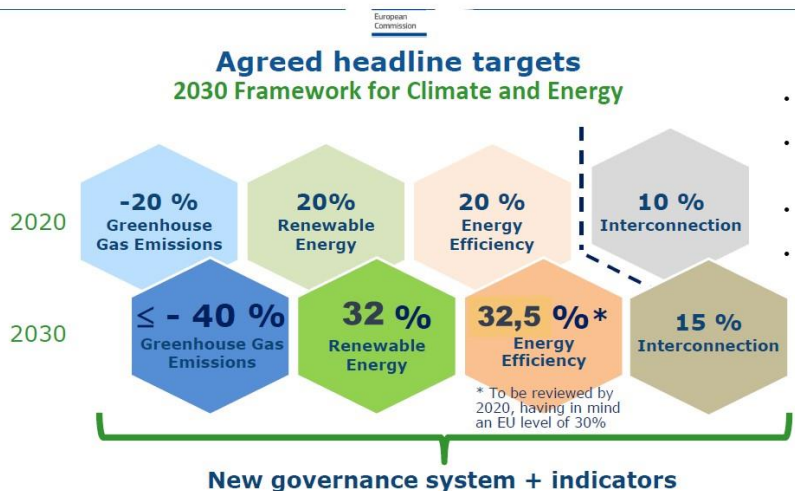 European
Commission
Agreed headline targets
2030 Framework for Climate and Energy
2020
-20 %
Greenhouse
Gas Emissions
20%
Renewable
Energy
20 %
Energy
Efficiency
10 %
Interconnection
2030
≤ - 40 %
Greenhouse Gas
Emissions
32 %
Renewable
Energy
32,5 %*
Energy
Efficiency
15 %
Interconnection
* To be reviewed by
2020, having in mind
an EU level of 30%
New governance system + indicators